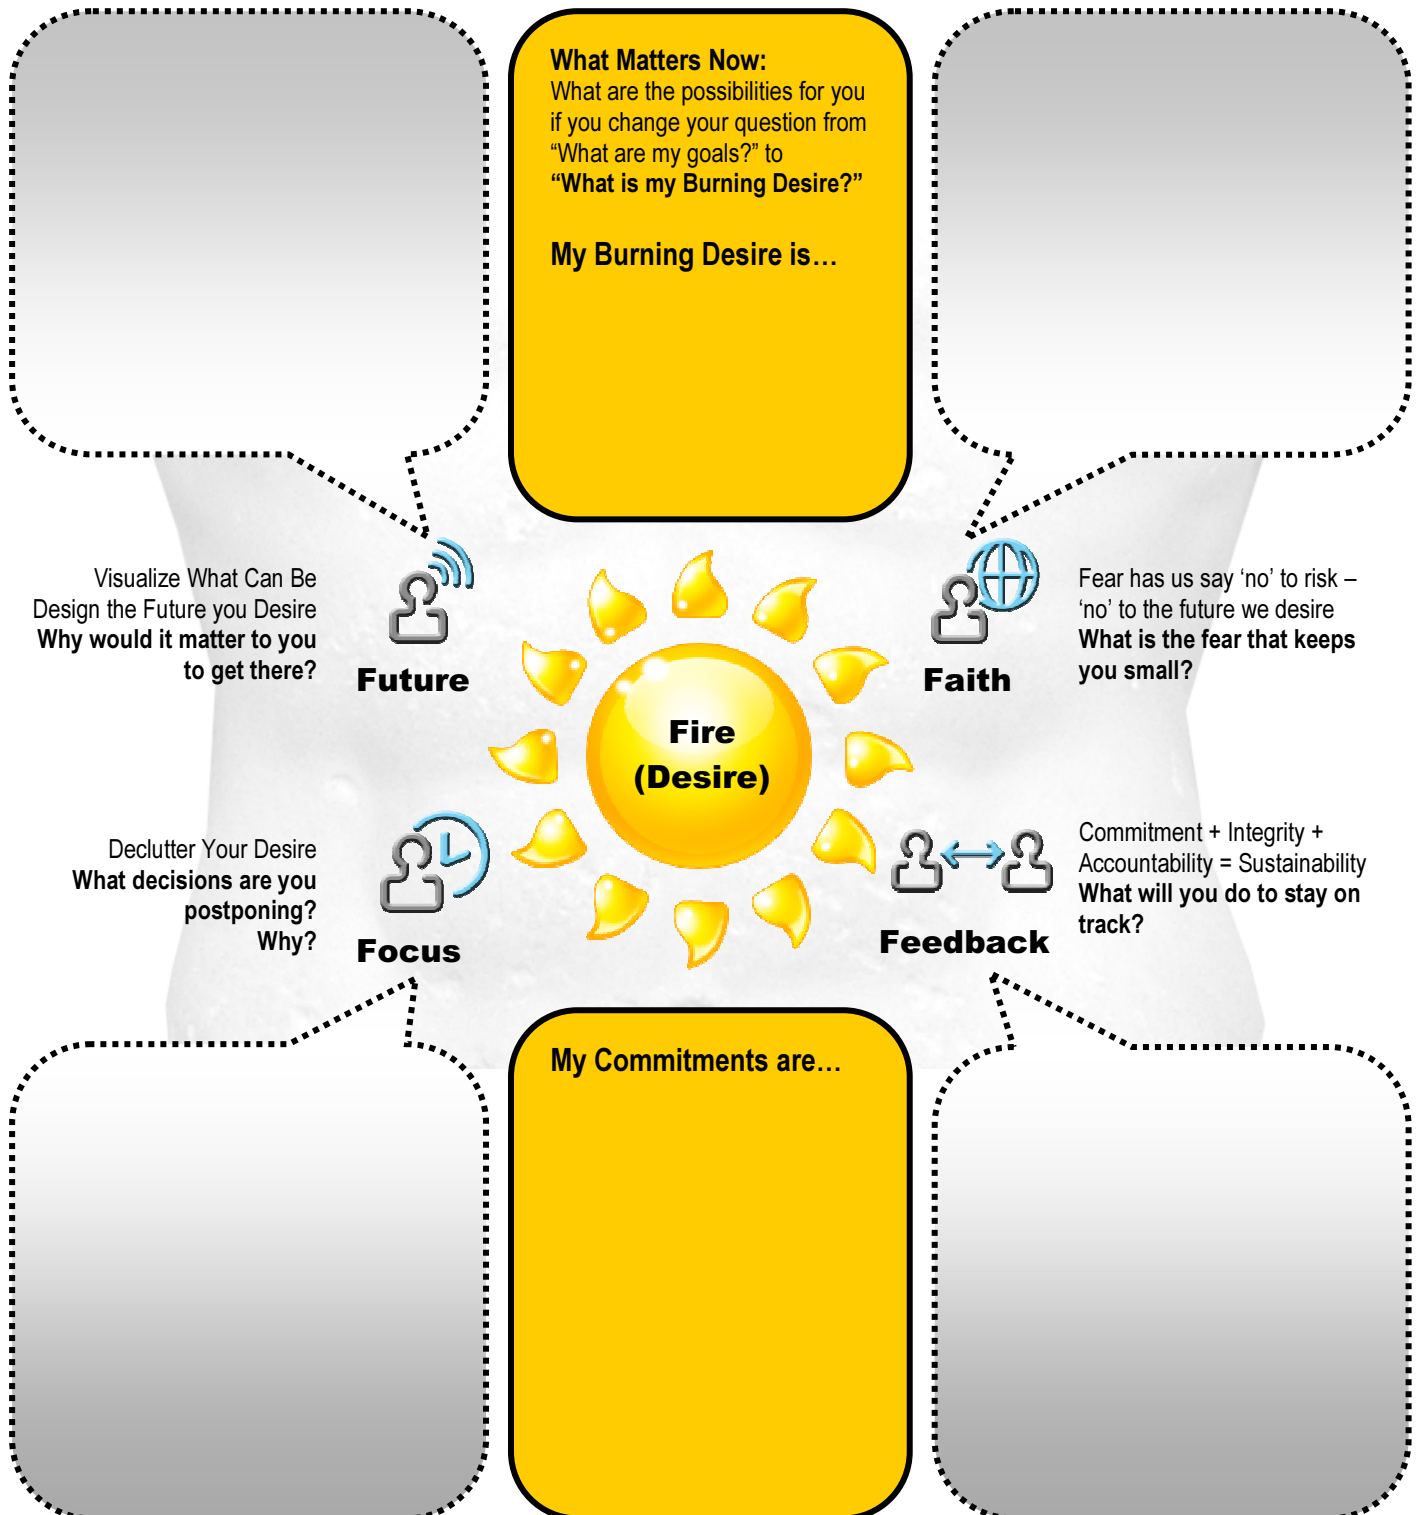 What Matters Now:
What are the possibilities for you
if you change your question from
“What are my goals?” to
“What is my Burning Desire?”
My Burning Desire is…
Visualize What Can Be
Design the Future you Desire
Why would it matter to you
to get there?
Future
Faith
Fear has us say ‘no’ to risk –
‘no’ to the future we desire
What is the fear that keeps
you small?
Fire
(Desire)
Declutter Your Desire
What decisions are you
postponing?
Why?
Focus
Feedback
Commitment + Integrity +
Accountability = Sustainability
What will you do to stay on
track?
My Commitments are…